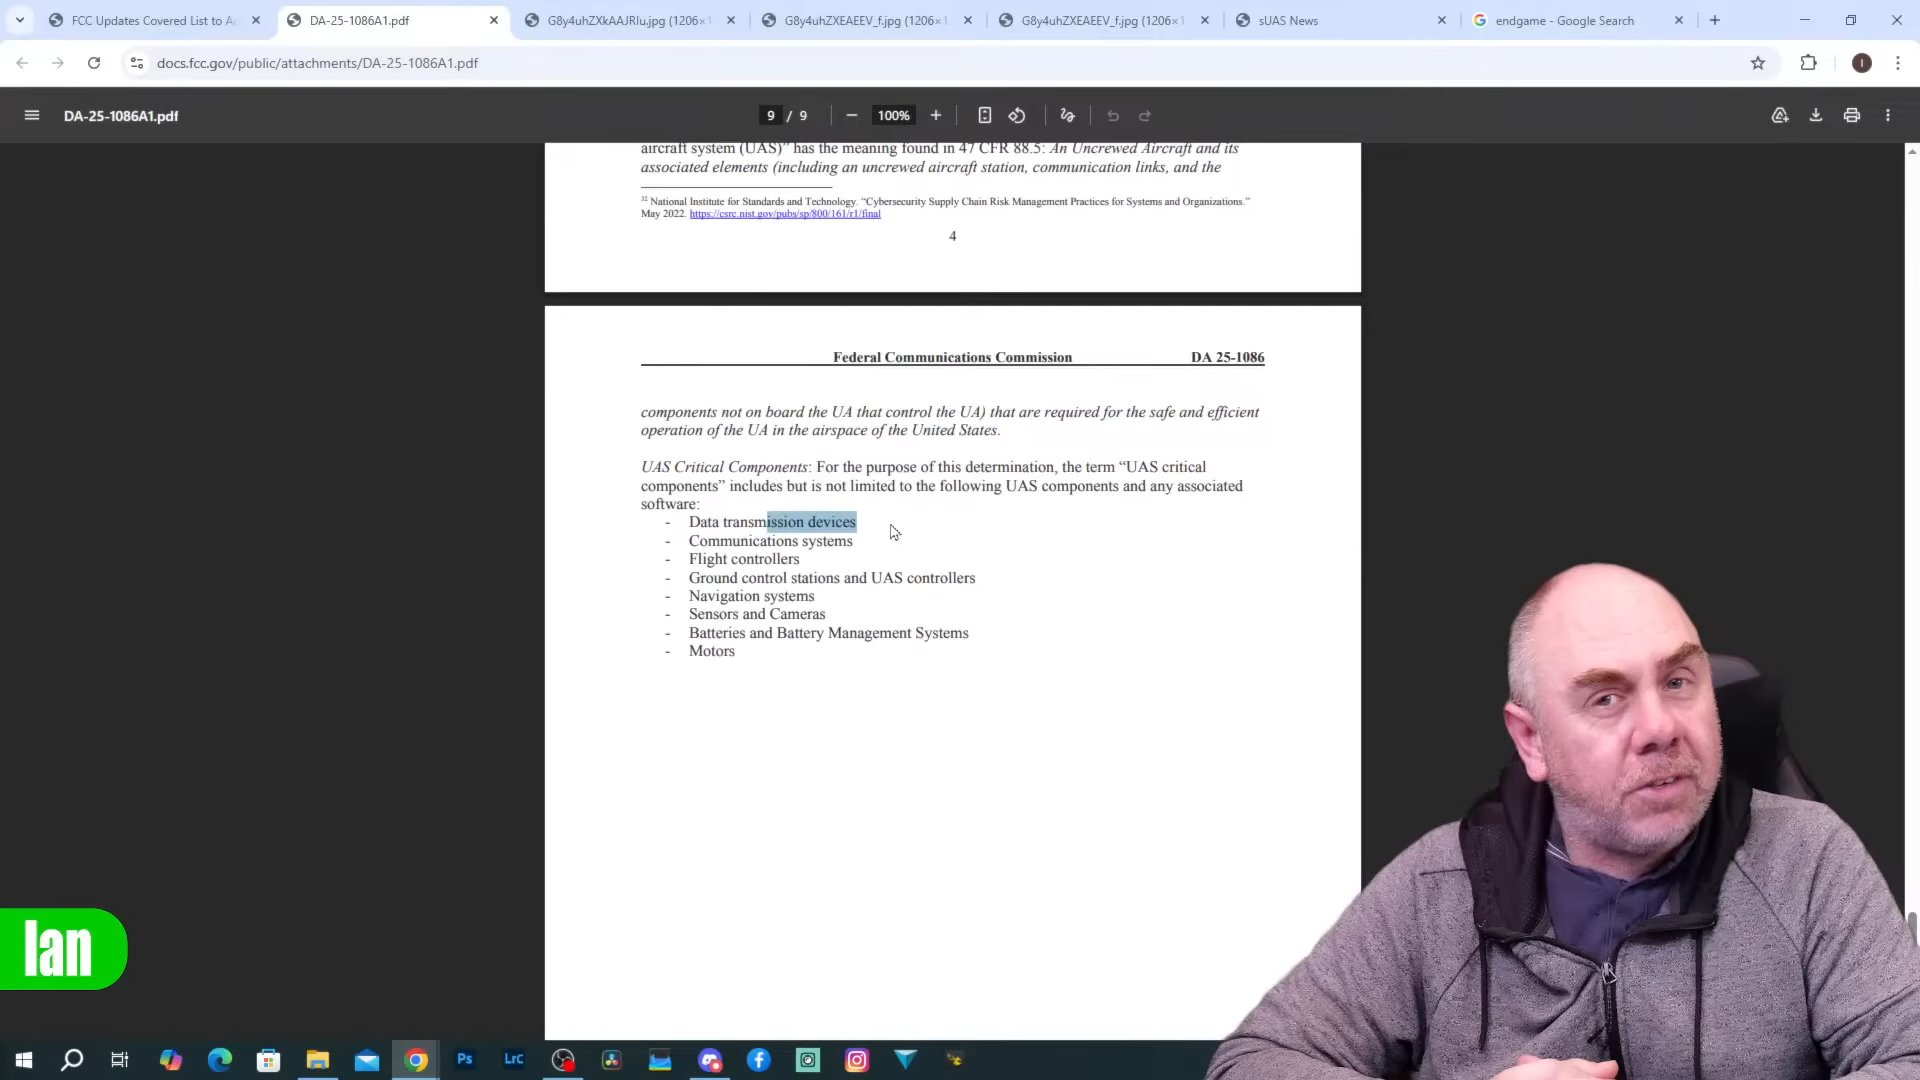 FCC Updates Covered List to A
DA-25-1086A1.pdf
G8y4uhZXkAAJRlu.jpg (1206×1
G8y4uhZXEAEEV_f.jpg (1206×1
G8y4uhZXEAEEV_f.jpg (1206×1
sUAS News
endgame - Google Search
docs.fcc.gov/public/attachments/DA-25-1086A1.pdf
I
DA-25-1086A1.pdf
9 / 9
100%
aircraft system (UAS)” has the meaning found in 47 CFR 88.5: An Uncrewed Aircraft and its
associated elements (including an uncrewed aircraft station, communication links, and the
32 National Institute for Standards and Technology. “Cybersecurity Supply Chain Risk Management Practices for Systems and Organizations.”
May 2022. https://csrc.nist.gov/pubs/sp/800/161/r1/final
4
Federal Communications Commission DA 25-1086
components not on board the UA that control the UA) that are required for the safe and efficient
operation of the UA in the airspace of the United States.
UAS Critical Components: For the purpose of this determination, the term “UAS critical
components” includes but is not limited to the following UAS components and any associated
software:
- Data transmission devices
- Communications systems
- Flight controllers
- Ground control stations and UAS controllers
- Navigation systems
- Sensors and Cameras
- Batteries and Battery Management Systems
- Motors
Ian
Ps
LrC